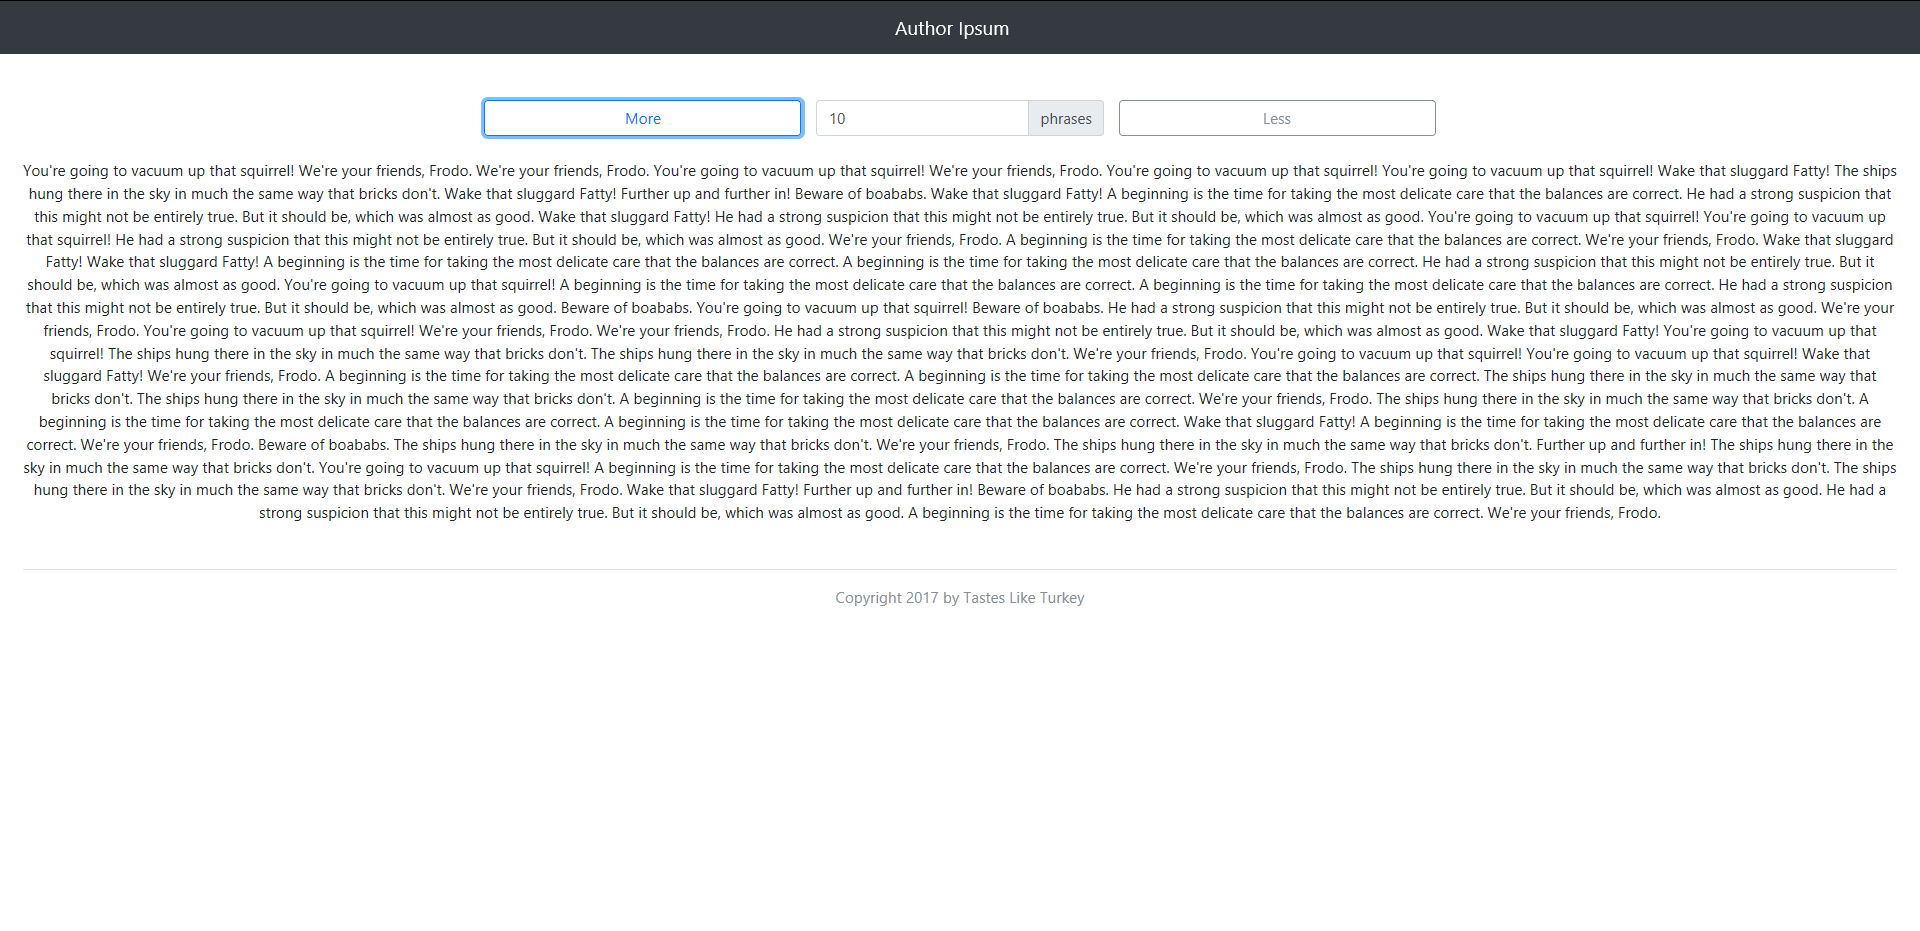 Author Ipsum
More
10
phrases
Less
You're going to vacuum up that squirrel! We're your friends, Frodo. We're your friends, Frodo. You're going to vacuum up that squirrel! We're your friends, Frodo. You're going to vacuum up that squirrel! You're going to vacuum up that squirrel! Wake that sluggard Fatty! The ships
hung there in the sky in much the same way that bricks don't. Wake that sluggard Fatty! Further up and further in! Beware of boababs. Wake that sluggard Fatty! A beginning is the time for taking the most delicate care that the balances are correct. He had a strong suspicion that
this might not be entirely true. But it should be, which was almost as good. Wake that sluggard Fatty! He had a strong suspicion that this might not be entirely true. But it should be, which was almost as good. You're going to vacuum up that squirrel! You're going to vacuum up
that squirrel! He had a strong suspicion that this might not be entirely true. But it should be, which was almost as good. We're your friends, Frodo. A beginning is the time for taking the most delicate care that the balances are correct. We're your friends, Frodo. Wake that sluggard
Fatty! Wake that sluggard Fatty! A beginning is the time for taking the most delicate care that the balances are correct. A beginning is the time for taking the most delicate care that the balances are correct. He had a strong suspicion that this might not be entirely true. But it
should be, which was almost as good. You're going to vacuum up that squirrel! A beginning is the time for taking the most delicate care that the balances are correct. A beginning is the time for taking the most delicate care that the balances are correct. He had a strong suspicion
that this might not be entirely true. But it should be, which was almost as good. Beware of boababs. You're going to vacuum up that squirrel! Beware of boababs. He had a strong suspicion that this might not be entirely true. But it should be, which was almost as good. We're your
friends, Frodo. You're going to vacuum up that squirrel! We're your friends, Frodo. We're your friends, Frodo. He had a strong suspicion that this might not be entirely true. But it should be, which was almost as good. Wake that sluggard Fatty! You're going to vacuum up that
squirrel! The ships hung there in the sky in much the same way that bricks don't. The ships hung there in the sky in much the same way that bricks don't. We're your friends, Frodo. You're going to vacuum up that squirrel! You're going to vacuum up that squirrel! Wake that
sluggard Fatty! We're your friends, Frodo. A beginning is the time for taking the most delicate care that the balances are correct. A beginning is the time for taking the most delicate care that the balances are correct. The ships hung there in the sky in much the same way that
bricks don't. The ships hung there in the sky in much the same way that bricks don't. A beginning is the time for taking the most delicate care that the balances are correct. We're your friends, Frodo. The ships hung there in the sky in much the same way that bricks don't. A
beginning is the time for taking the most delicate care that the balances are correct. A beginning is the time for taking the most delicate care that the balances are correct. Wake that sluggard Fatty! A beginning is the time for taking the most delicate care that the balances are
correct. We're your friends, Frodo. Beware of boababs. The ships hung there in the sky in much the same way that bricks don't. We're your friends, Frodo. The ships hung there in the sky in much the same way that bricks don't. Further up and further in! The ships hung there in the
sky in much the same way that bricks don't. You're going to vacuum up that squirrel! A beginning is the time for taking the most delicate care that the balances are correct. We're your friends, Frodo. The ships hung there in the sky in much the same way that bricks don't. The ships
hung there in the sky in much the same way that bricks don't. We're your friends, Frodo. Wake that sluggard Fatty! Further up and further in! Beware of boababs. He had a strong suspicion that this might not be entirely true. But it should be, which was almost as good. He had a
strong suspicion that this might not be entirely true. But it should be, which was almost as good. A beginning is the time for taking the most delicate care that the balances are correct. We're your friends, Frodo.
Copyright 2017 by Tastes Like Turkey